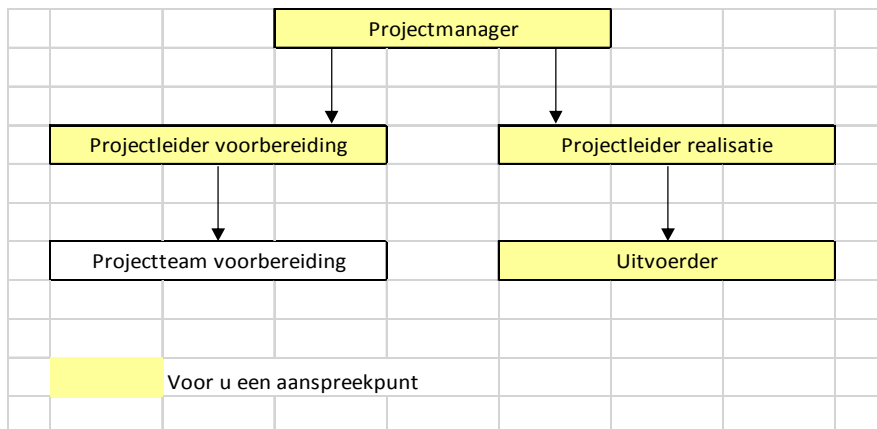 Projectmanager
Projectleider voorbereiding
Projectleider realisatie
Projectteam voorbereiding
Uitvoerder
Voor u een aanspreekpunt